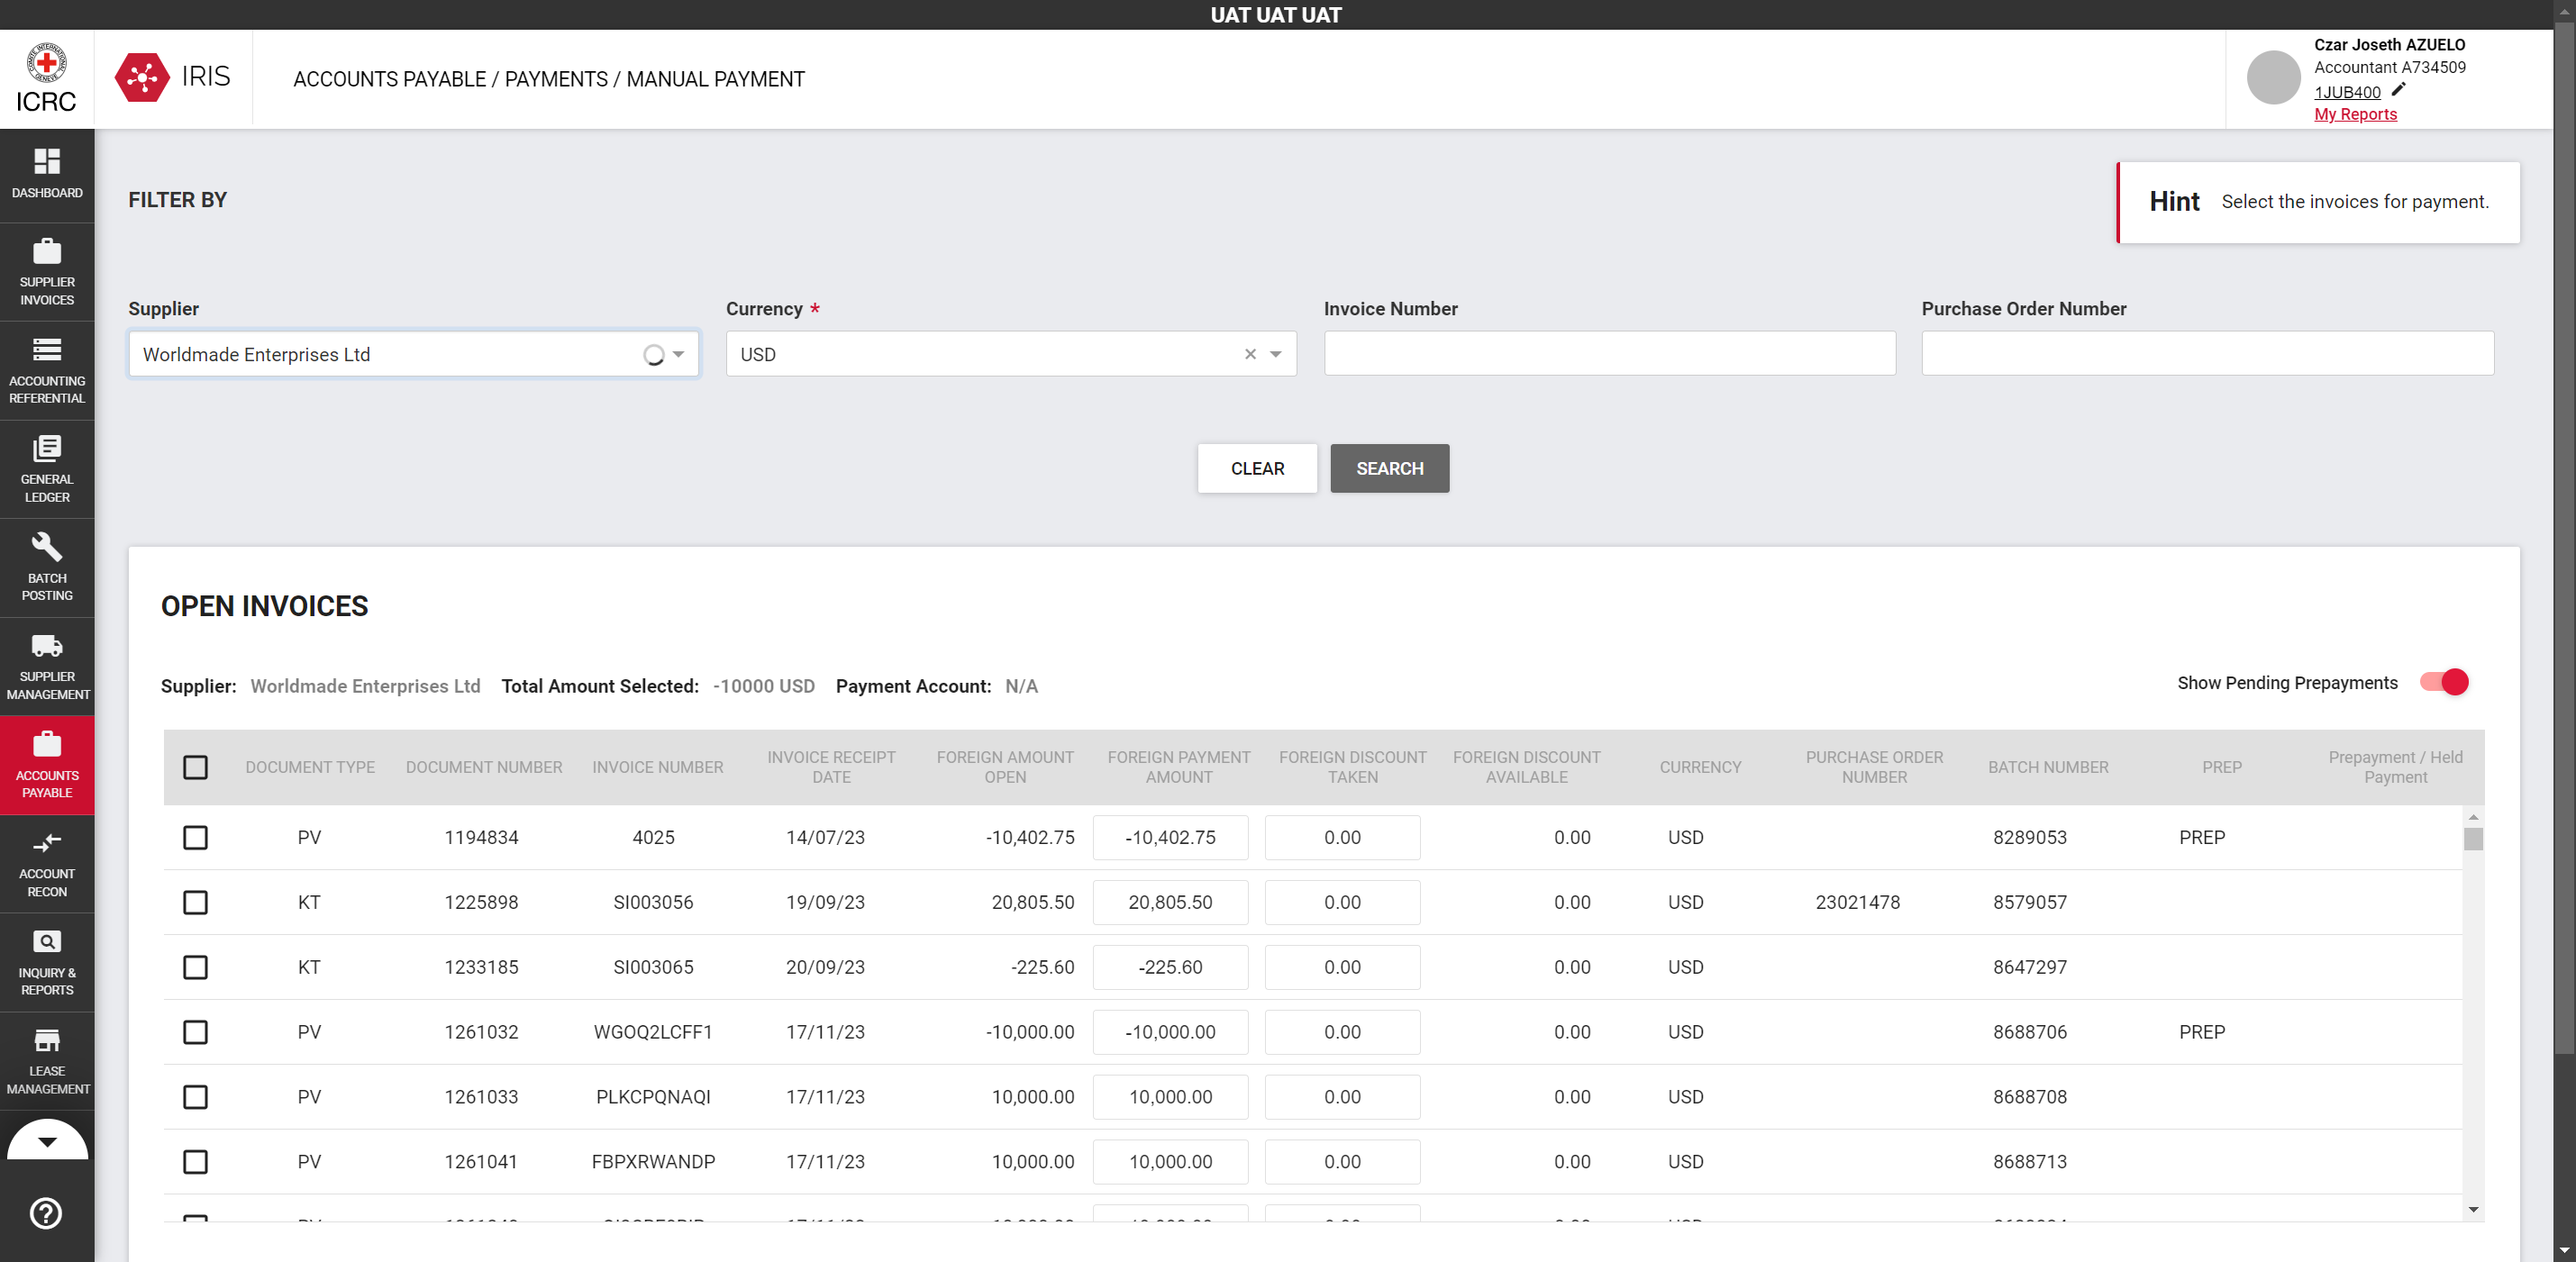 UAT UAT UAT
COMITE INTERNATIONAL GENEVE
ICRC
IRIS
ACCOUNTS PAYABLE / PAYMENTS / MANUAL PAYMENT
Czar Joseth AZUELO
Accountant A734509
1JUB400
My Reports
DASHBOARD
SUPPLIER
INVOICES
ACCOUNTING
REFERENTIAL
GENERAL
LEDGER
BATCH
POSTING
SUPPLIER
MANAGEMENT
ACCOUNTS
PAYABLE
ACCOUNT
RECON
INQUIRY &
REPORTS
LEASE
MANAGEMENT
FILTER BY
Hint Select the invoices for payment.
Supplier Currency * Invoice Number Purchase Order Number
Worldmade Enterprises Ltd USD
CLEAR SEARCH
OPEN INVOICES
Supplier: Worldmade Enterprises Ltd Total Amount Selected: -10000 USD Payment Account: N/A Show Pending Prepayments
DOCUMENT TYPE DOCUMENT NUMBER INVOICE NUMBER INVOICE RECEIPT DATE FOREIGN AMOUNT OPEN FOREIGN PAYMENT AMOUNT FOREIGN DISCOUNT TAKEN FOREIGN DISCOUNT AVAILABLE CURRENCY PURCHASE ORDER NUMBER BATCH NUMBER PREP Prepayment / Held Payment
PV 1194834 4025 14/07/23 -10,402.75 -10,402.75 0.00 0.00 USD 8289053 PREP
KT 1225898 SI003056 19/09/23 20,805.50 20,805.50 0.00 0.00 USD 23021478 8579057
KT 1233185 SI003065 20/09/23 -225.60 -225.60 0.00 0.00 USD 8647297
PV 1261032 WGOQ2LCFF1 17/11/23 -10,000.00 -10,000.00 0.00 0.00 USD 8688706 PREP
PV 1261033 PLKCPQNAQI 17/11/23 10,000.00 10,000.00 0.00 0.00 USD 8688708
PV 1261041 FBPXRWANDP 17/11/23 10,000.00 10,000.00 0.00 0.00 USD 8688713